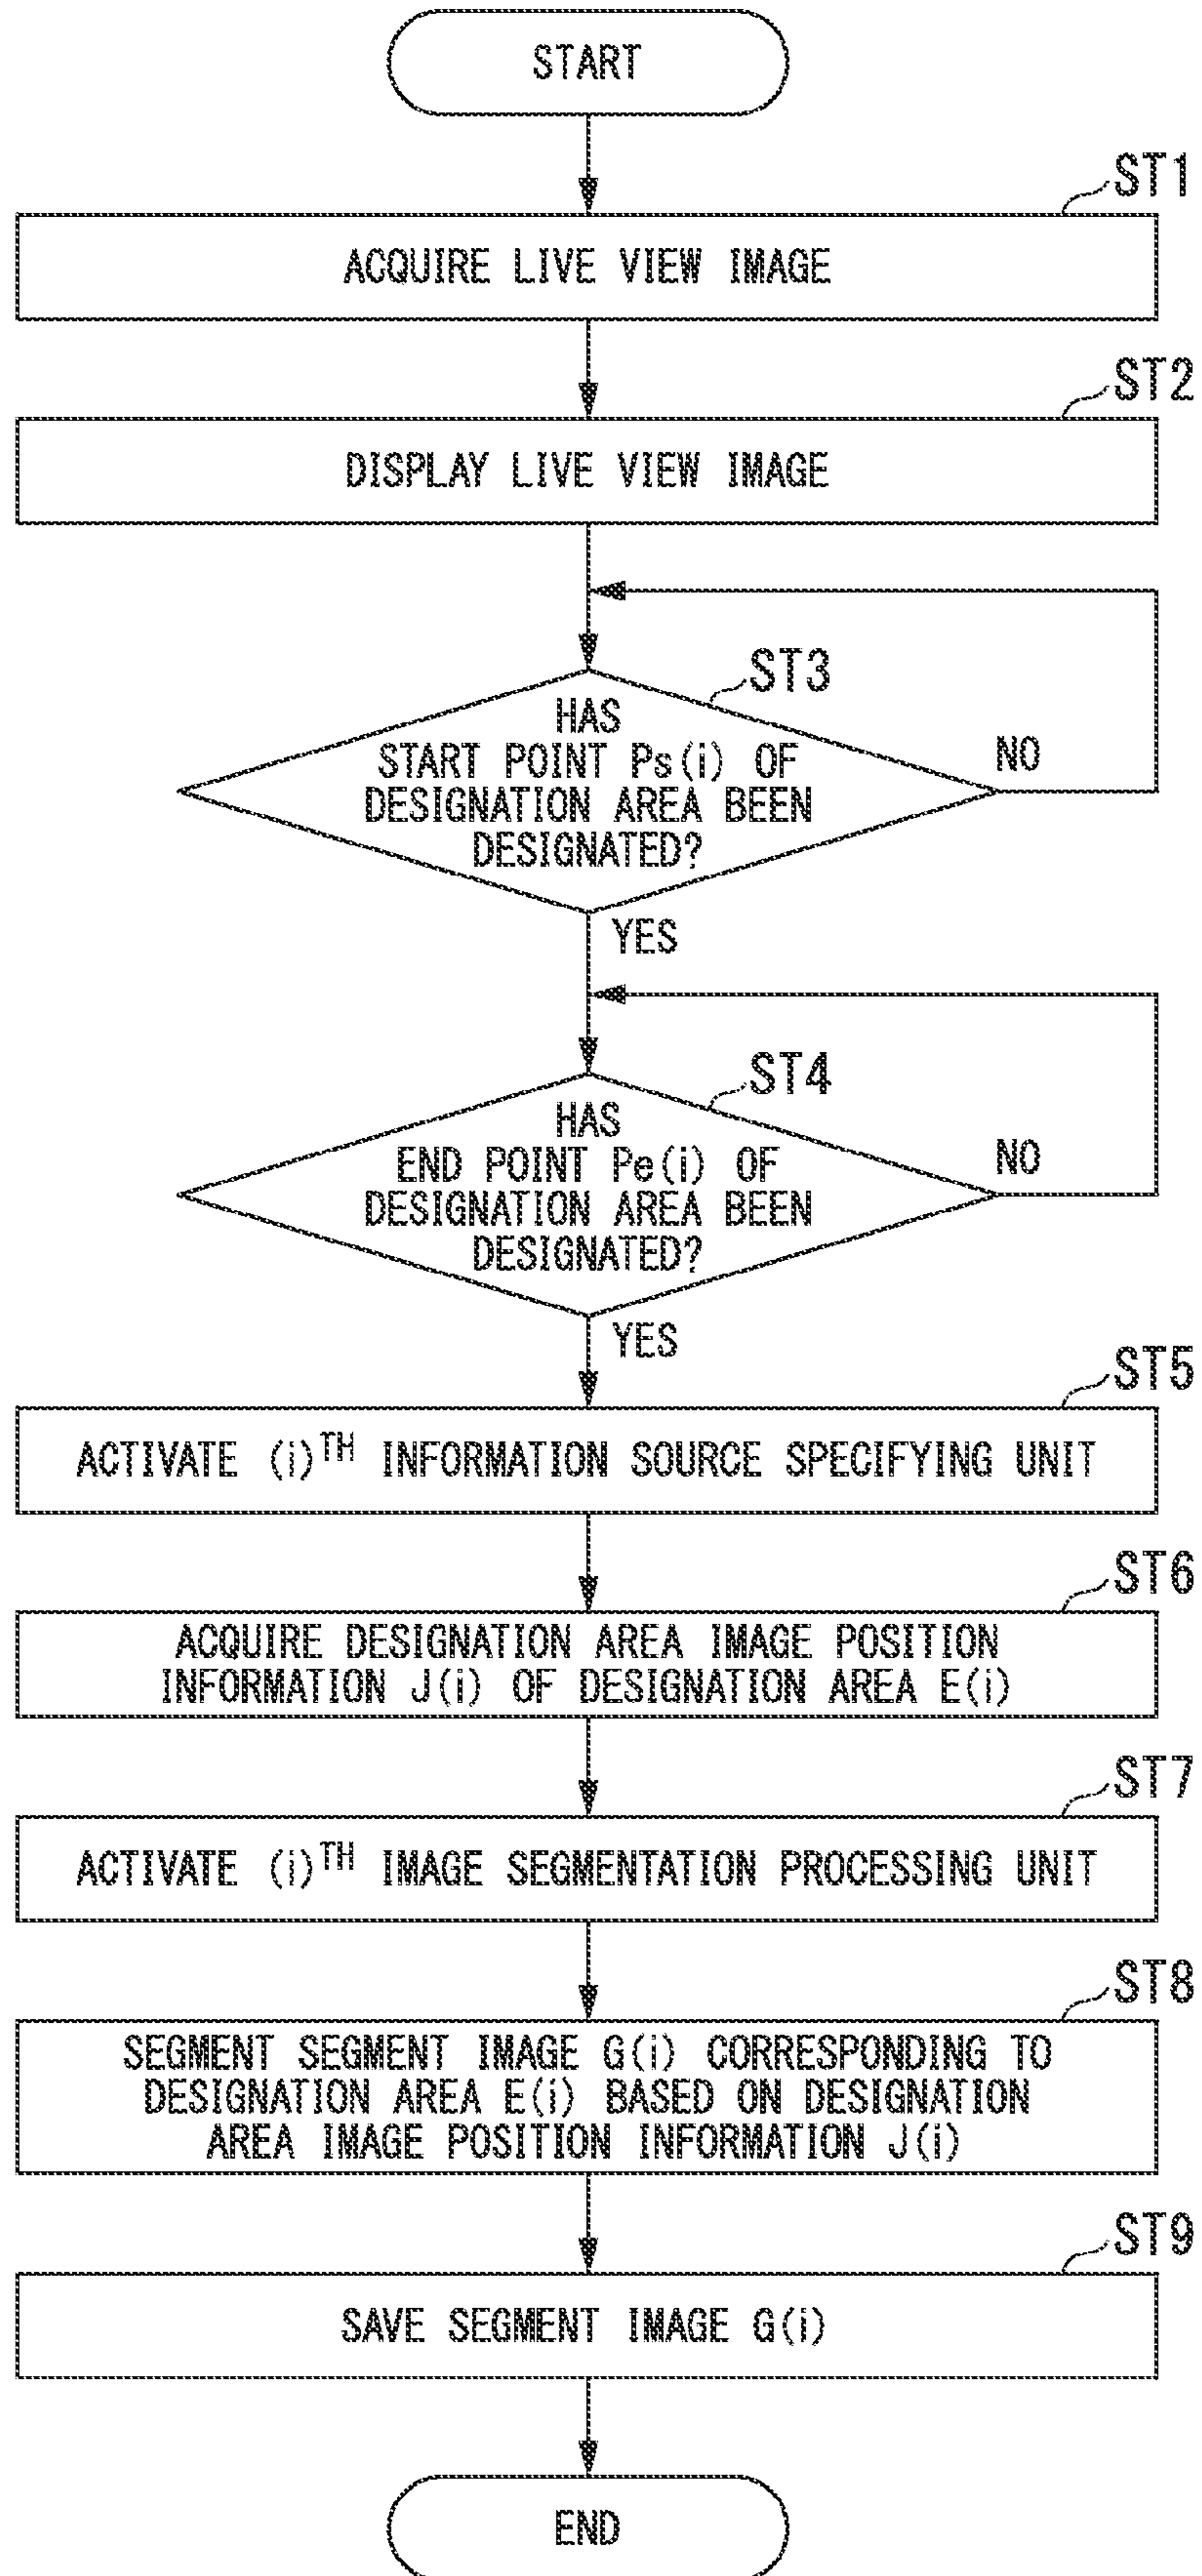 START
ST1
ACQUIRE LIVE VIEW IMAGE
ST2
DISPLAY LIVE VIEW IMAGE
ST3
HAS
START POINT Ps(i) OF
DESIGNATION AREA BEEN
DESIGNATED?
NO
YES
ST4
HAS
END POINT Pe(i) OF
DESIGNATION AREA BEEN
DESIGNATED?
NO
YES
ST5
ACTIVATE (i)TH INFORMATION SOURCE SPECIFYING UNIT
ST6
ACQUIRE DESIGNATION AREA IMAGE POSITION
INFORMATION J(i) OF DESIGNATION AREA E(i)
ST7
ACTIVATE (i)TH IMAGE SEGMENTATION PROCESSING UNIT
ST8
SEGMENT SEGMENT IMAGE G(i) CORRESPONDING TO
DESIGNATION AREA E(i) BASED ON DESIGNATION
AREA IMAGE POSITION INFORMATION J(i)
ST9
SAVE SEGMENT IMAGE G(i)
END